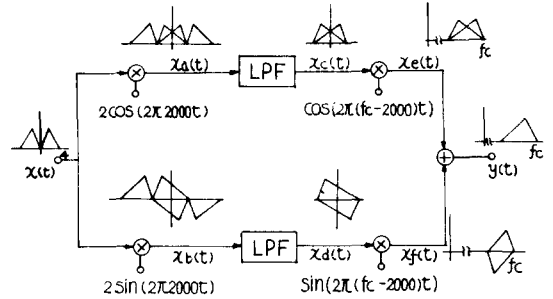 xa(t)
LPF
xc(t)
xe(t)
fc
2COS(2π2000t)
COS(2π(fc-2000)t)
x(t)
y(t)
fc
xb(t)
LPF
xd(t)
xf(t)
fc
2Sin(2π2000t)
Sin(2π(fc-2000)t)